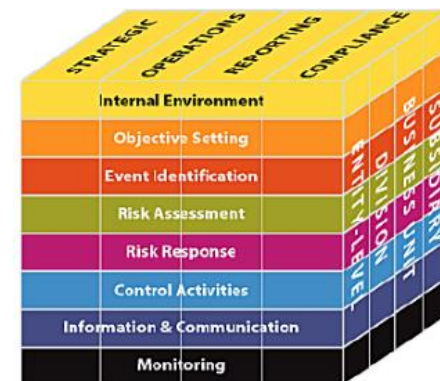 STRATEGIC
OPERATIONS
REPORTING
COMPLIANCE
Internal Environment
Objective Setting
Event Identification
Risk Assessment
Risk Response
Control Activities
Information & Communication
Monitoring
ENTITY-LEVEL
DIVISION
BUSINESS UNIT
SUBSIDIARY